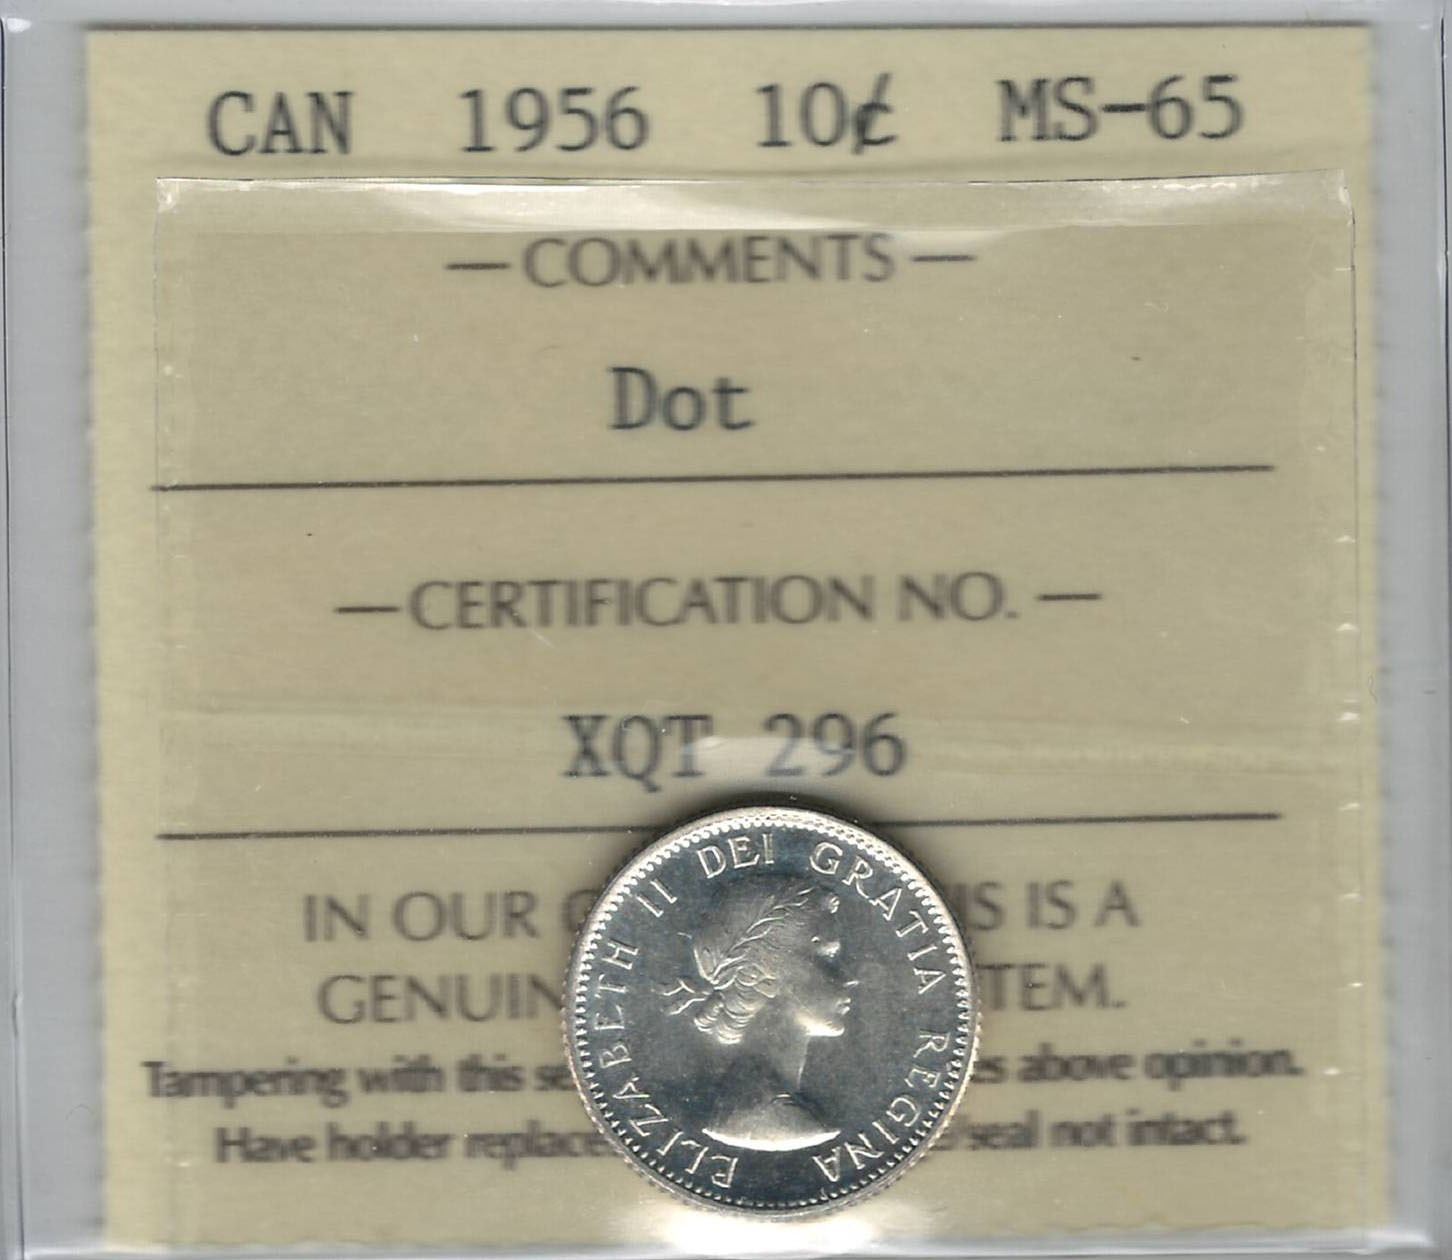 CAN 1956 10¢ MS-65
— COMMENTS —
Dot
— CERTIFICATION NO. —
XQT 296
IN OUR IS IS A
GENUIN TEM.
Tampering with this se es above opinion.
Have holder replace seal not intact.
ELIZABETH II DEI GRATIA REGINA